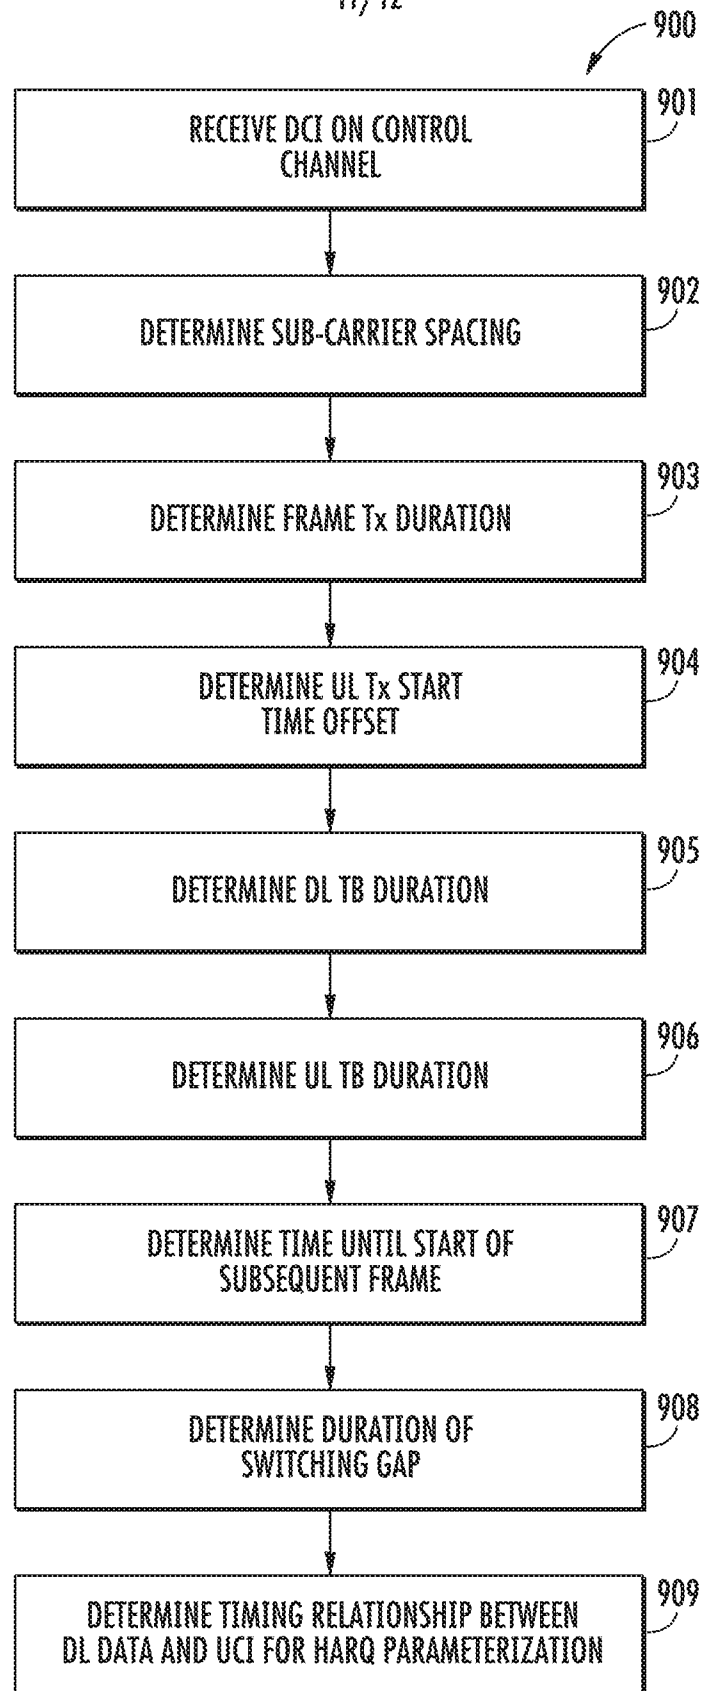 900
901
RECEIVE DCI ON CONTROL
CHANNEL
902
DETERMINE SUB-CARRIER SPACING
903
DETERMINE FRAME Tx DURATION
904
DETERMINE UL Tx START
TIME OFFSET
905
DETERMINE DL TB DURATION
906
DETERMINE UL TB DURATION
907
DETERMINE TIME UNTIL START OF
SUBSEQUENT FRAME
908
DETERMINE DURATION OF
SWITCHING GAP
909
DETERMINE TIMING RELATIONSHIP BETWEEN
DL DATA AND UCI FOR HARQ PARAMETERIZATION